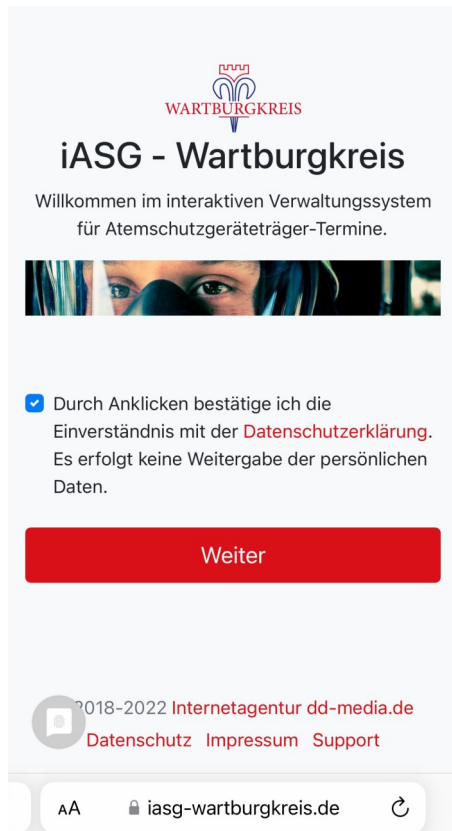 WARTBURGKREIS
iASG - Wartburgkreis
Willkommen im interaktiven Verwaltungssystem
für Atemschutzgeräteträger-Termine.
Durch Anklicken bestätige ich die
Einverständnis mit der Datenschutzerklärung.
Es erfolgt keine Weitergabe der persönlichen
Daten.
Weiter
2018-2022 Internetagentur dd-media.de
Datenschutz Impressum Support
AA iasg-wartburgkreis.de